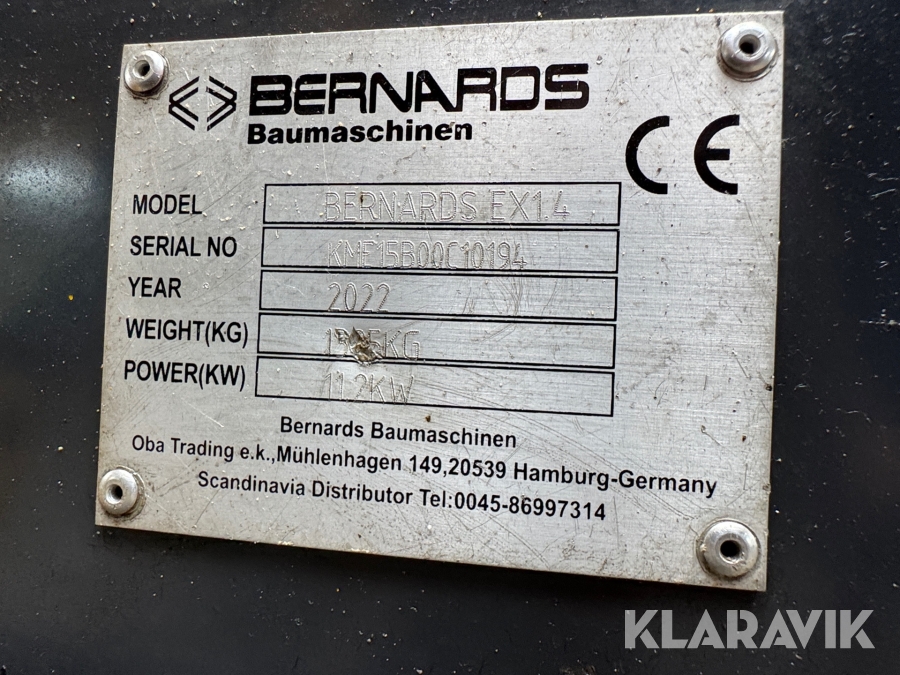 BERNARDS
Baumaschinen
CE
MODEL BERNARDS EX1.4
SERIAL NO KMF15B00C10194
YEAR 2022
WEIGHT(KG)
POWER(KW) 11.2KW
Bernards Baumaschinen
Oba Trading e.k.,Mühlenhagen 149,20539 Hamburg-Germany
Scandinavia Distributor Tel:0045-86997314
KLARAVIK